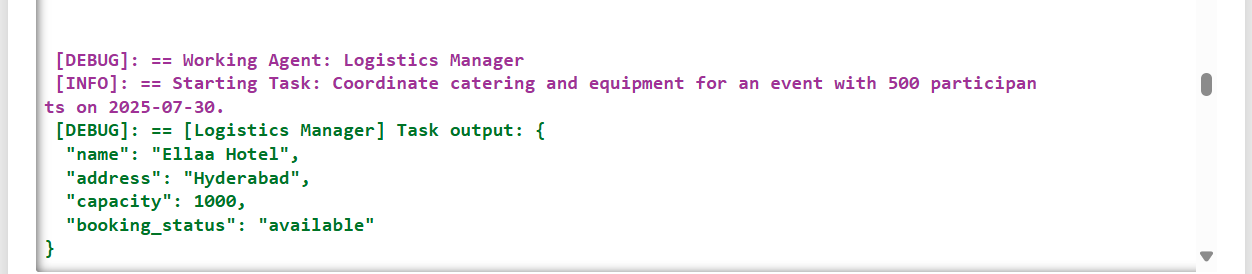 [DEBUG]: == Working Agent: Logistics Manager
[INFO]: == Starting Task: Coordinate catering and equipment for an event with 500 participan
ts on 2025-07-30.
[DEBUG]: == [Logistics Manager] Task output: {
"name": "Ellaa Hotel",
"address": "Hyderabad",
"capacity": 1000,
"booking_status": "available"
}